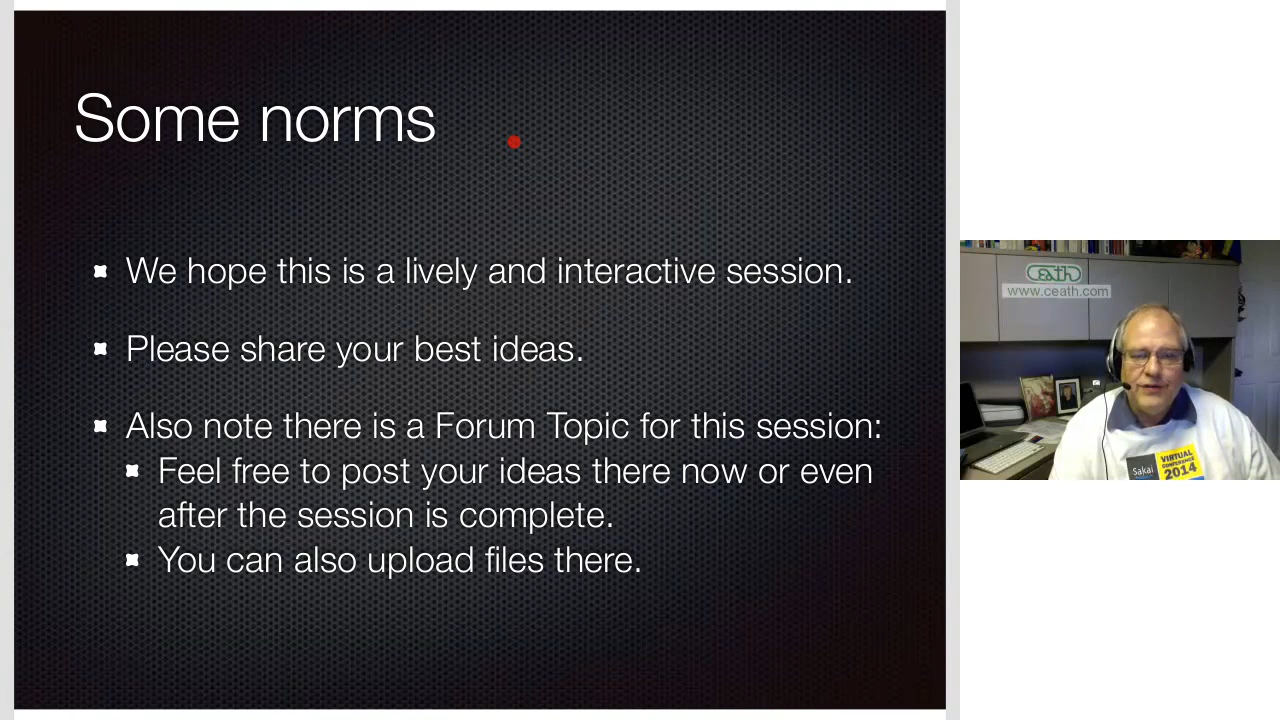 Some norms
We hope this is a lively and interactive session.
Please share your best ideas.
Also note there is a Forum Topic for this session:
Feel free to post your ideas there now or even
after the session is complete.
You can also upload files there.
Ceath
www.ceath.com
Sakai
VIRTUAL
CONFERENCE
2014